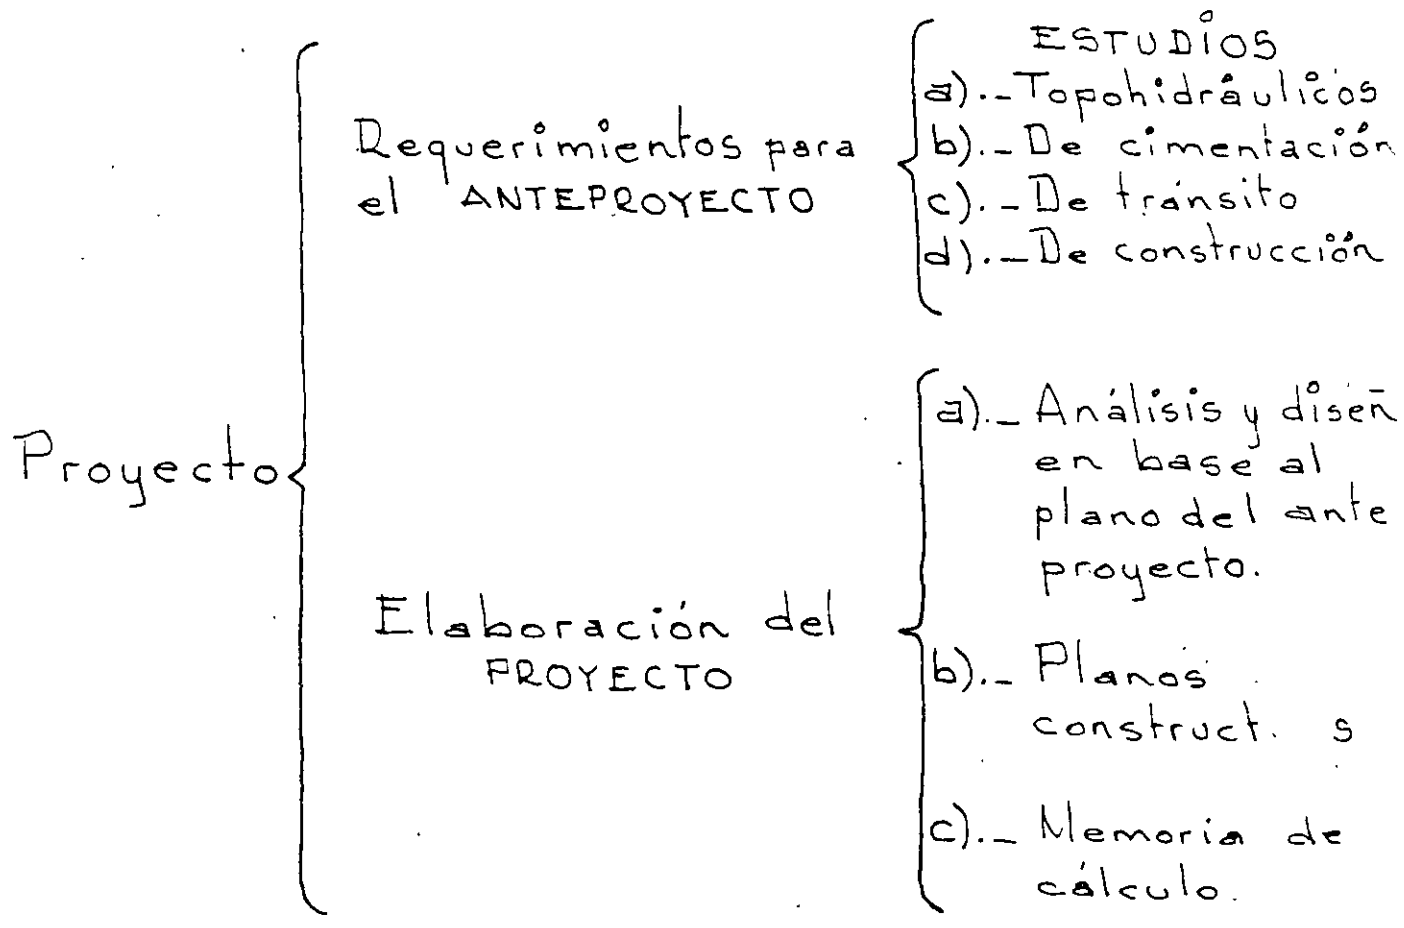 Proyecto
Requerimientos para
el ANTEPROYECTO
ESTUDIOS
a).- Topohidráulicos
b).- De cimentación
c).- De tránsito
d).- De construcción
Elaboración del
PROYECTO
a).- Análisis y diseñ
en base al
plano del ante
proyecto.
b).- Planos
construct. s
c).- Memoria de
cálculo.